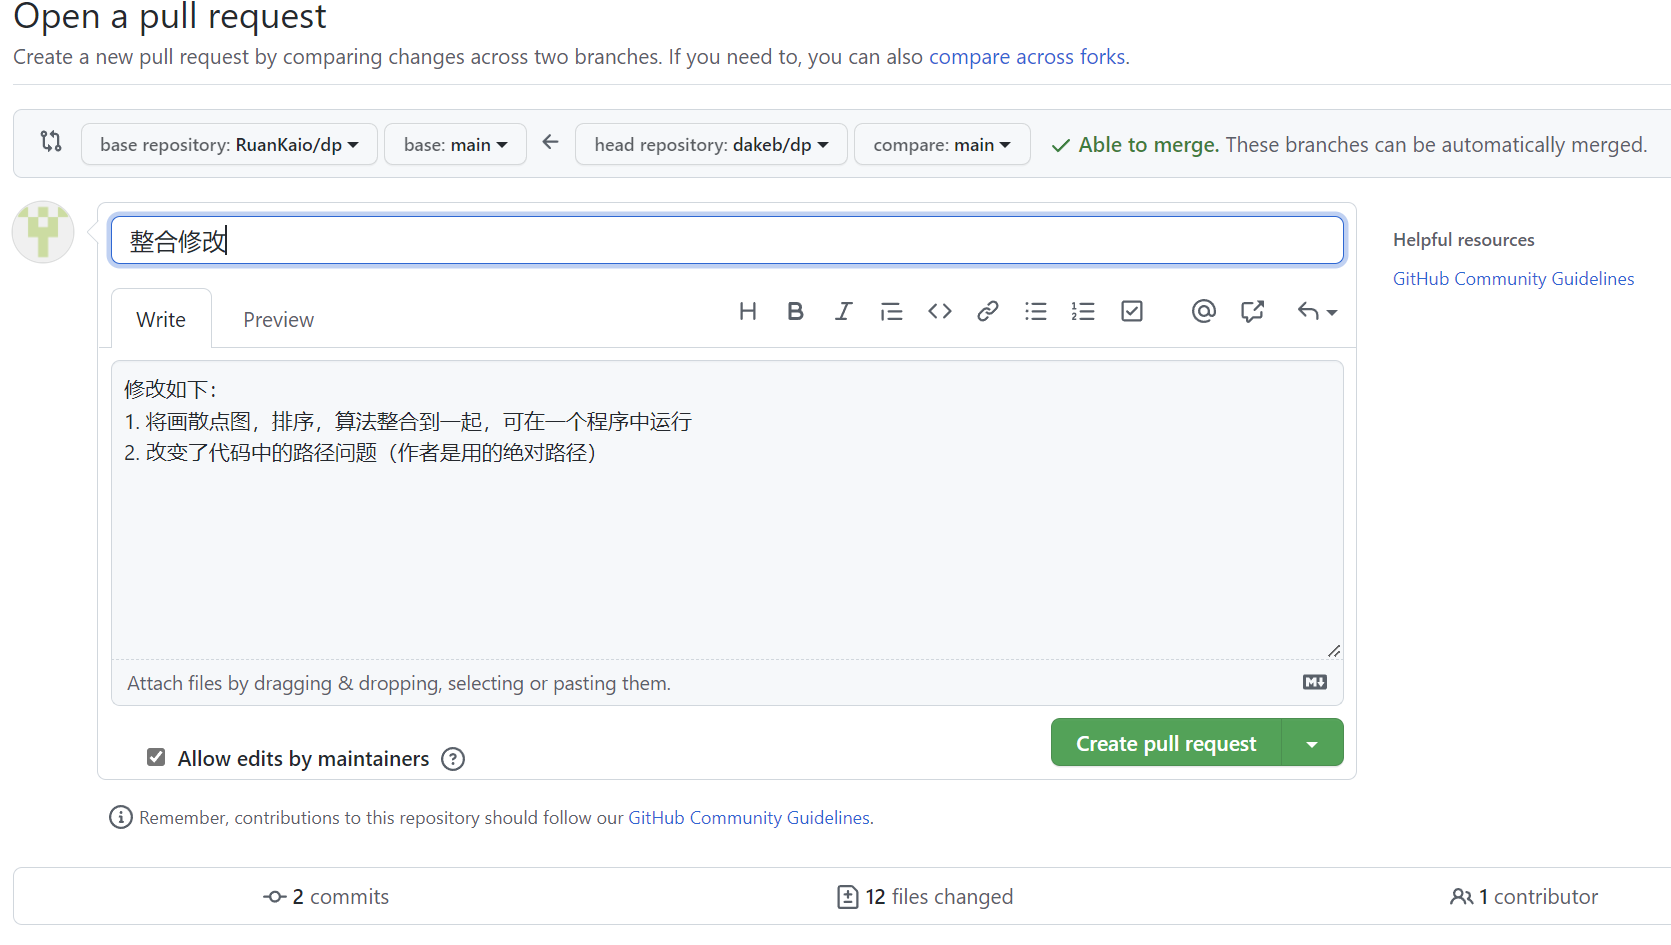 Open a pull request
Create a new pull request by comparing changes across two branches. If you need to, you can also compare across forks.
base repository: RuanKaio/dp base: main head repository: dakeb/dp compare: main Able to merge. These branches can be automatically merged.
整合修改
Helpful resources
GitHub Community Guidelines
Write Preview
修改如下：
1. 将画散点图，排序，算法整合到一起，可在一个程序中运行
2. 改变了代码中的路径问题（作者是用的绝对路径）
Attach files by dragging & dropping, selecting or pasting them.
Allow edits by maintainers
Create pull request
Remember, contributions to this repository should follow our GitHub Community Guidelines.
2 commits 12 files changed 1 contributor